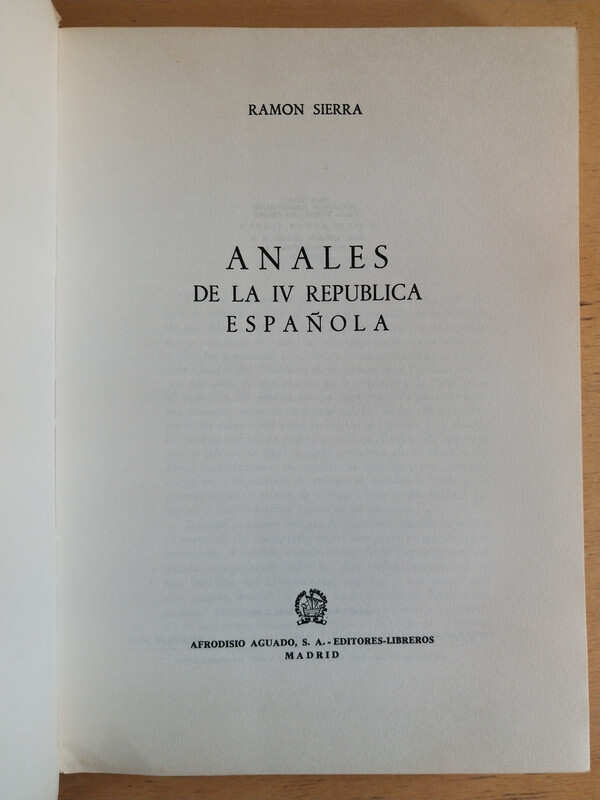 RAMON SIERRA
ANALES
DE LA IV REPUBLICA
ESPAÑOLA
AFRODISIO AGUADO, S. A. - EDITORES-LIBREROS
MADRID